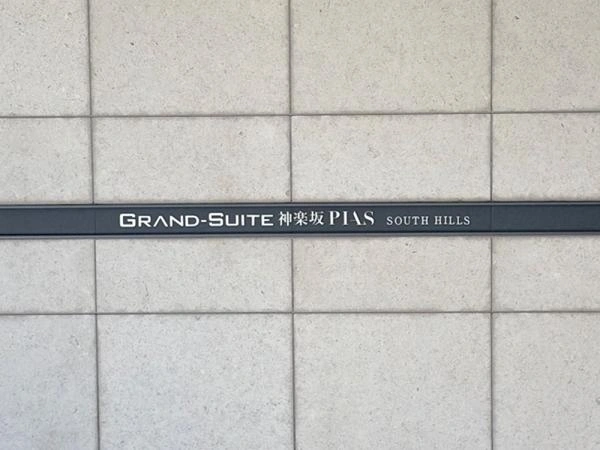 GRAND-SUITE 神楽坂 PIAS SOUTH HILLS